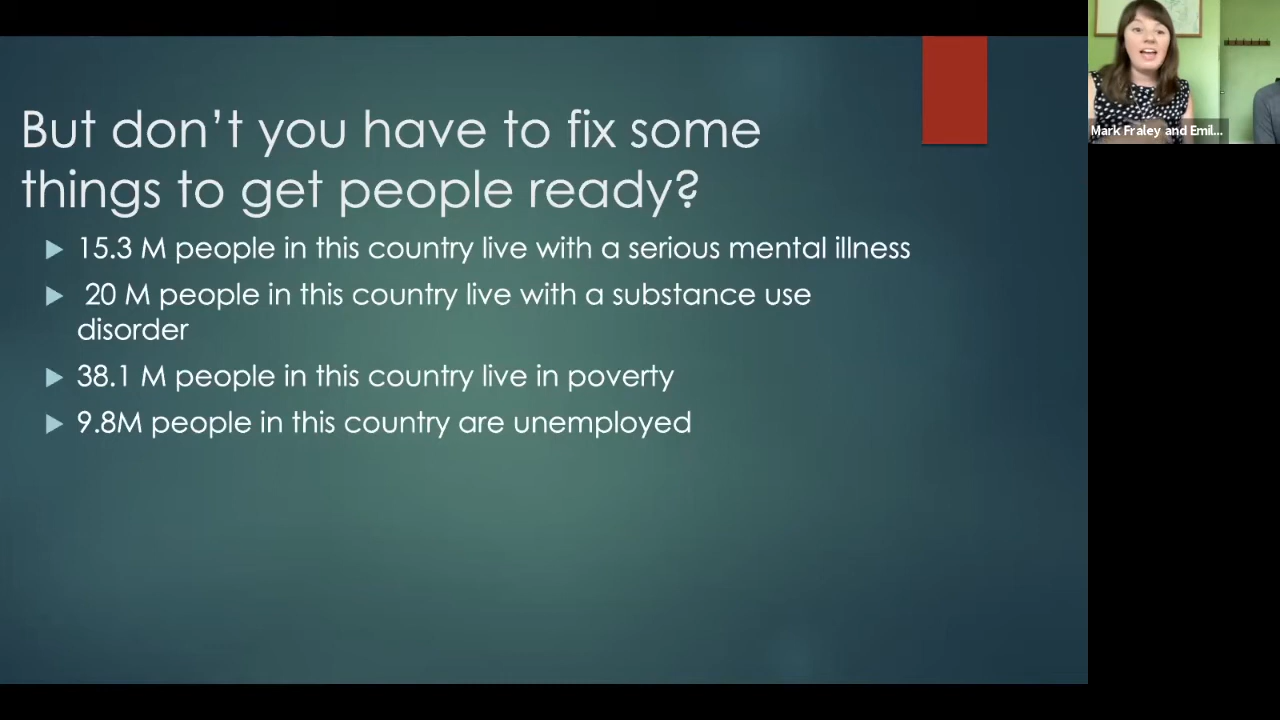 But don't you have to fix some
things to get people ready?
15.3 M people in this country live with a serious mental illness
20 M people in this country live with a substance use
disorder
38.1 M people in this country live in poverty
9.8M people in this country are unemployed
Mark Fraley and Emil...